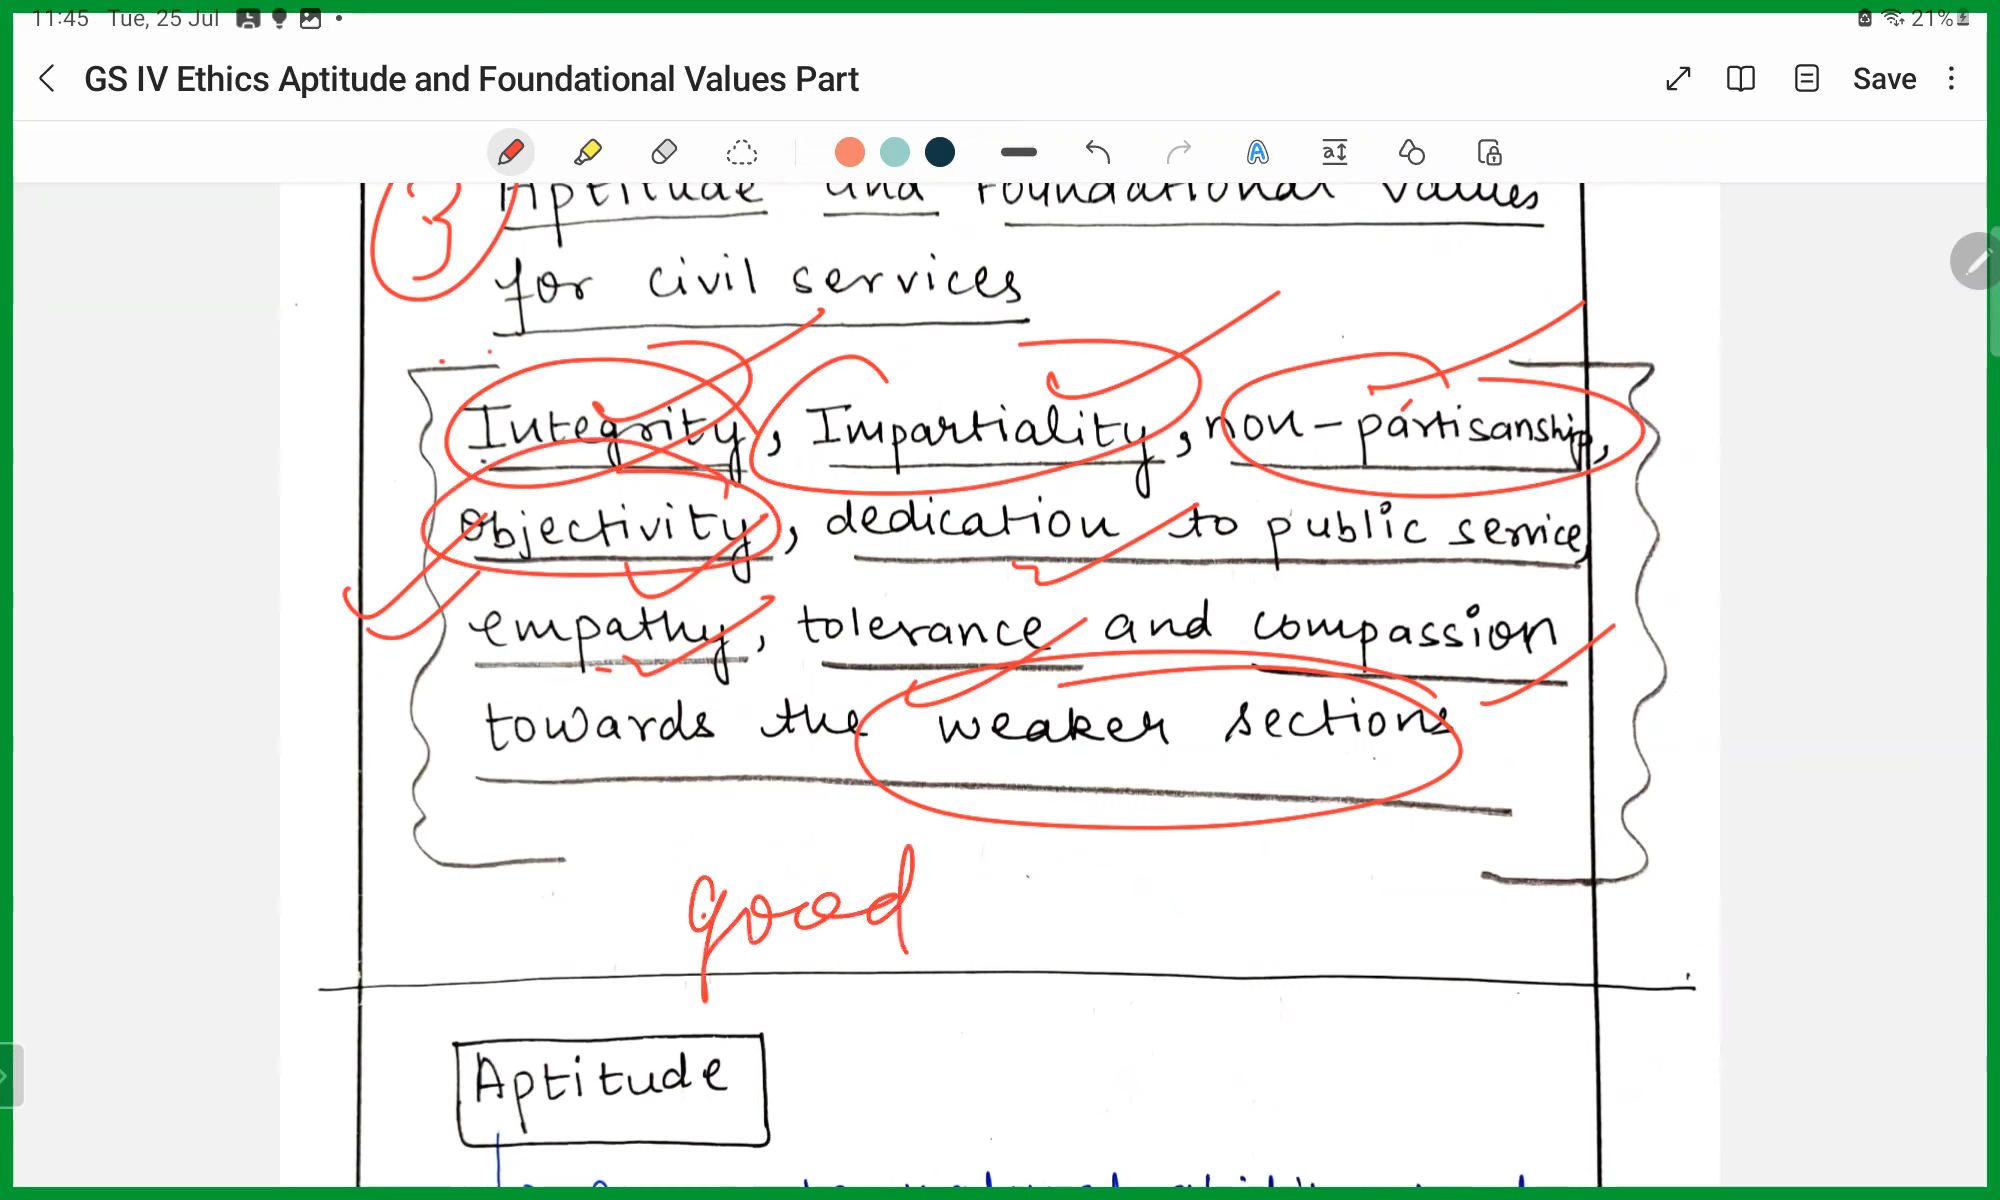 11:45 Tue, 25 Jul
21%
GS IV Ethics Aptitude and Foundational Values Part
Save
3 Aptitude and Foundational values
for civil services
Integrity, Impartiality, non-partisanship,
objectivity, dedication to public service,
empathy, tolerance and compassion
towards the weaker sections
good
Aptitude